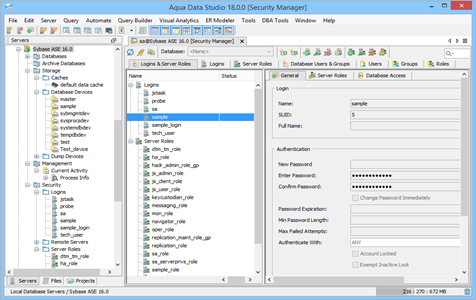 Aqua Data Studio 18.0.0 [Security Manager]
File Server Query Automate Query Builder Visual Analytics ER Modeler Tools DBA Tools Window Help
Servers
Sybase ASE 16.0
Databases
Archive Databases
Storage
Caches
default data cache
Database Devices
master
sample
sybmgmtdev
sysprocsdev
systemdbdev
tempdbdev
test
Test_device
Dump Devices
Management
Current Activity
Process Info
Security
Logins
jstask
probe
sa
sample
sample_login
tech_user
Remote Servers
Server Roles
dtm_tm_role
ha_role
Servers Files Projects
sa@Sybase ASE 16.0 [Security Manager]
Database: <None>
Logins & Server Roles Logins Server Roles Database Users & Groups Users Groups Roles
Name Status
Logins
jstask
probe
sa
sample
sample_login
tech_user
Server Roles
dtm_tm_role
ha_role
hadr_admin_role_gp
js_admin_role
js_client_role
js_user_role
keycustodian_role
messaging_role
mon_role
navigator_role
oper_role
replication_maint_role_gp
replication_role
sa_role
sa_serverprivs_role
sample_role
General Server Roles Database Access
Login
Name: sample
SUID: 5
Full Name:
Authentication
New Password
Enter Password: ••••••••••••
Confirm Password: ••••••••••••
Change Password Immediately
Password Expiration:
Min Password Length:
Max Failed Attempts:
Authenticate With: ANY
Account Locked
Exempt Inactive Lock
Local Database Servers / Sybase ASE 16.0
216 : 270 : 672 MB